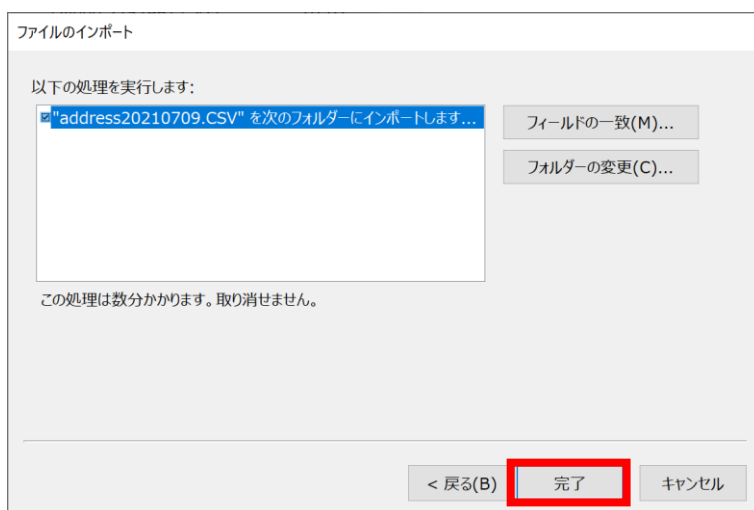 ファイルのインポート
以下の処理を実行します:
"address20210709.CSV" を次のフォルダーにインポートします...
フィールドの一致(M)...
フォルダーの変更(C)...
この処理は数分かかります。取り消せません。
< 戻る(B)
完了
キャンセル